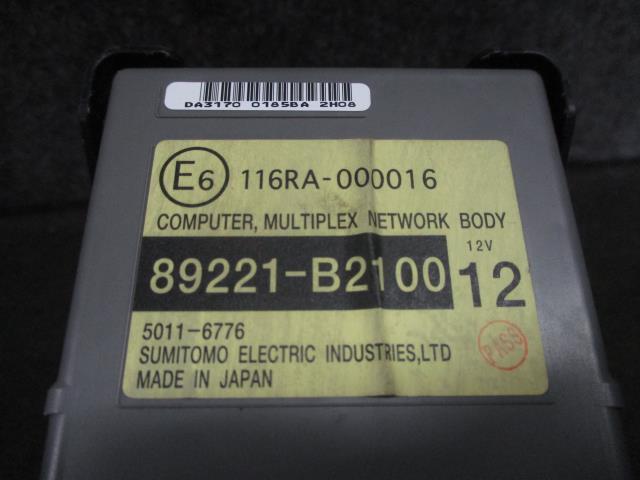 DA3170 0185BA 2H08
E6 116RA-000016
COMPUTER, MULTIPLEX NETWORK BODY
89221-B2100 12V 12
5011-6776
SUMITOMO ELECTRIC INDUSTRIES,LTD
MADE IN JAPAN
PASS